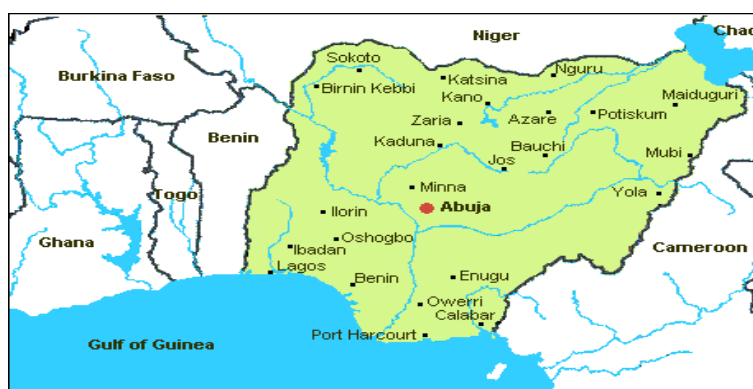 Niger
Chad
Sokoto
Burkina Faso
Katsina
Nguru
Birnin Kebbi
Kano
Maiduguri
Zaria
Azare
Potiskum
Benin
Kaduna
Bauchi
Jos
Mubi
Togo
Minna
Yola
Ilorin
Abuja
Ghana
Oshogbo
Ibadan
Cameroon
Lagos
Benin
Enugu
Owerri
Calabar
Port Harcourt
Gulf of Guinea